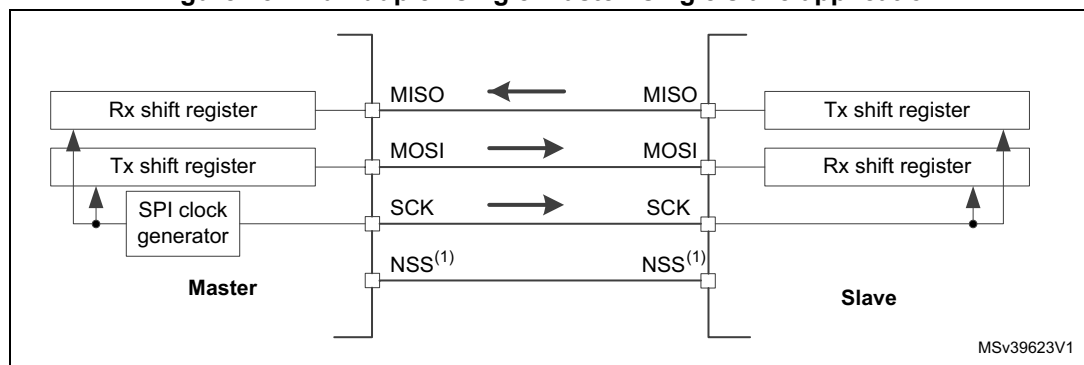 MISO MISO
Rx shift register Tx shift register
MOSI MOSI
Tx shift register Rx shift register
SPI clock
generator
SCK SCK
NSS(1) NSS(1)
Master Slave
MSv39623V1